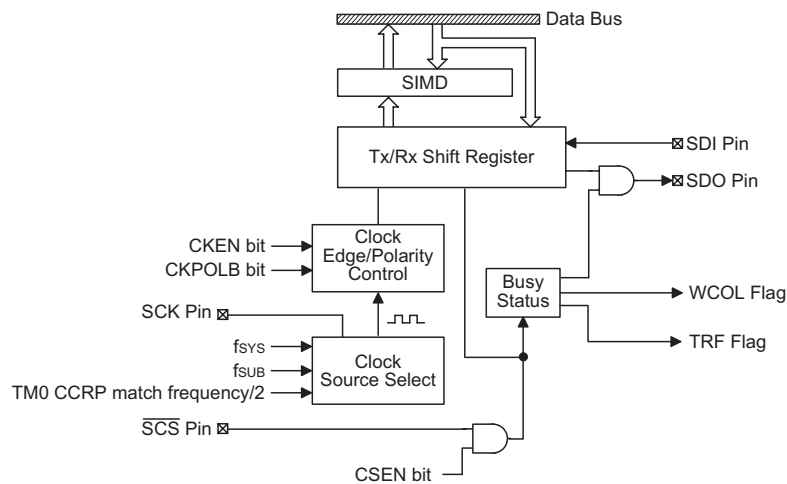 Data Bus
SIMD
Tx/Rx Shift Register
SDI Pin
SDO Pin
CKEN bit
CKPOLB bit
Clock
Edge/Polarity
Control
Busy
Status
WCOL Flag
TRF Flag
SCK Pin
fSYS
fSUB
TM0 CCRP match frequency/2
Clock
Source Select
SCS Pin
CSEN bit